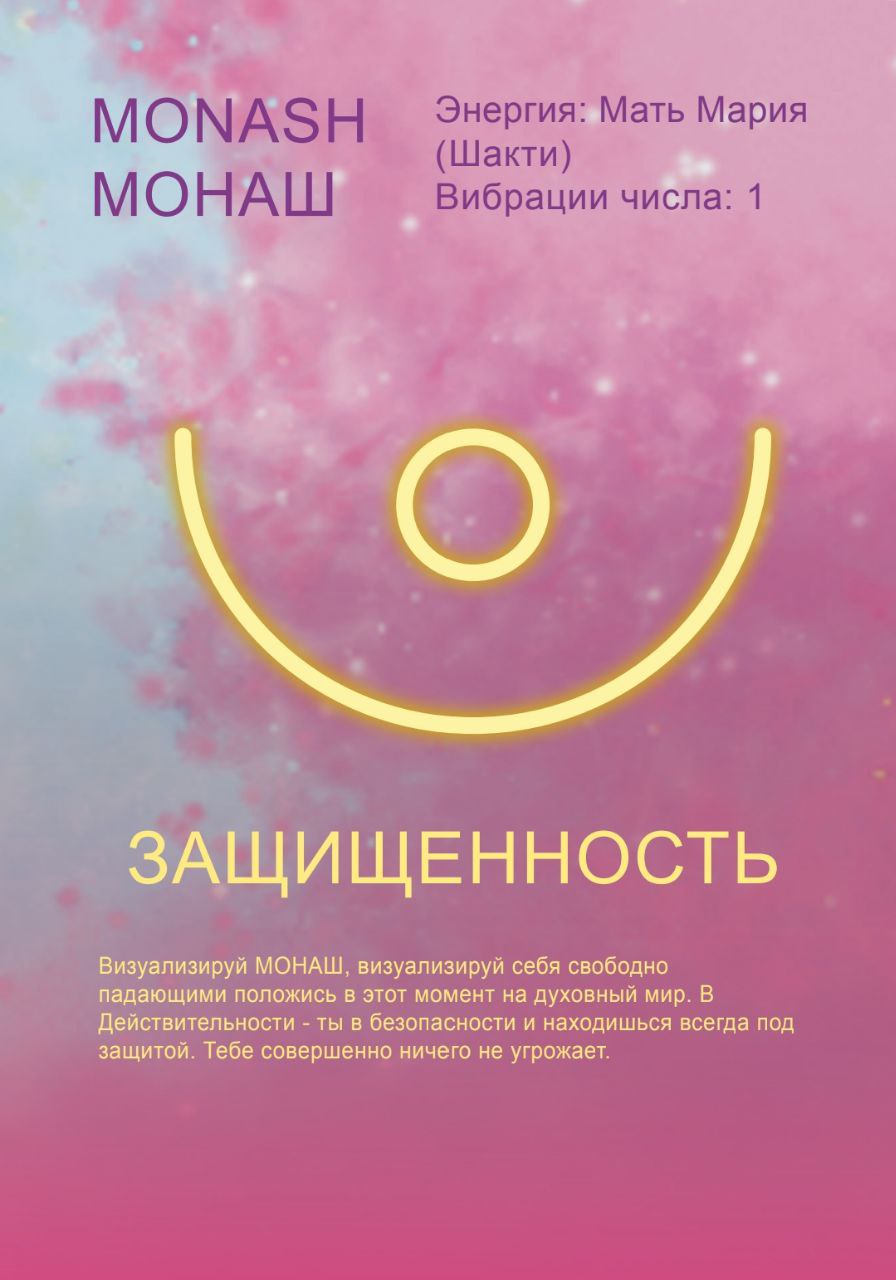 MONASH
МОНАШ
Энергия: Мать Мария
(Шакти)
Вибрации числа: 1
ЗАЩИЩЕННОСТЬ
Визуализируй МОНАШ, визуализируй себя свободно
падающими положись в этот момент на духовный мир. В
Действительности - ты в безопасности и находишься всегда под
защитой. Тебе совершенно ничего не угрожает.